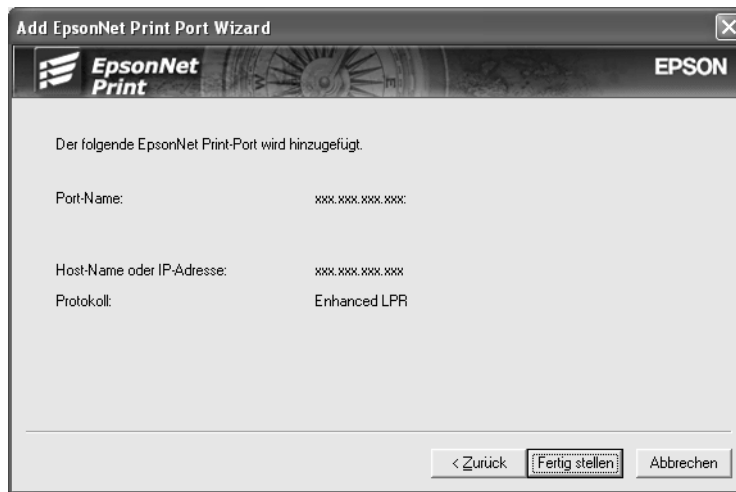 Add EpsonNet Print Port Wizard
EpsonNet
Print
EPSON
Der folgende EpsonNet Print-Port wird hinzugefügt.
Port-Name: xxx.xxx.xxx.xxx:
Host-Name oder IP-Adresse: xxx.xxx.xxx.xxx
Protokoll: Enhanced LPR
< Zurück Fertig stellen Abbrechen